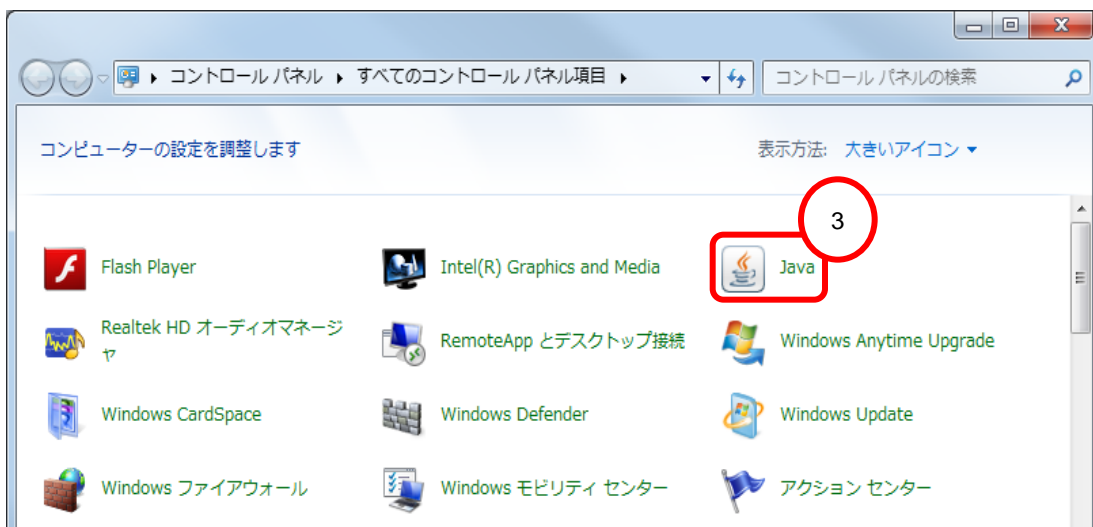 コントロール パネル すべてのコントロール パネル項目 コントロール パネルの検索
コンピューターの設定を調整します 表示方法: 大きいアイコン
3
Flash Player Intel(R) Graphics and Media Java
Realtek HD オーディオマネージ
ャ
RemoteApp とデスクトップ接続 Windows Anytime Upgrade
Windows CardSpace Windows Defender Windows Update
Windows ファイアウォール Windows モビリティ センター アクション センター